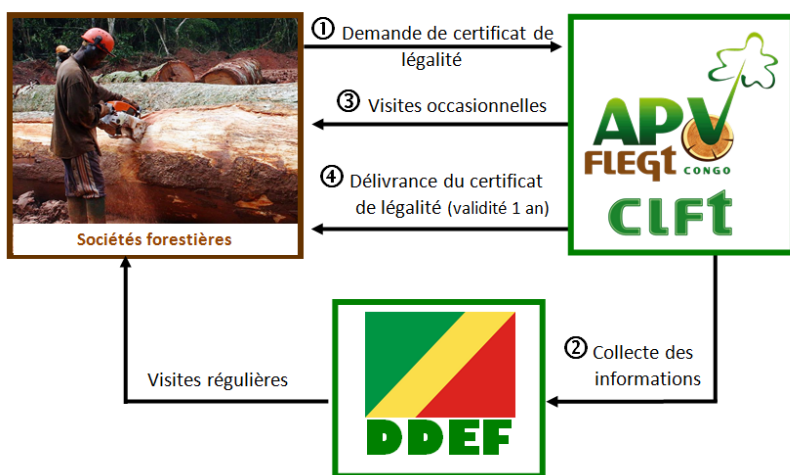 ① Demande de certificat de
légalité
③ Visites occasionnelles
④ Délivrance du certificat
de légalité (validité 1 an)
Sociétés forestières
APV
FLEGt CONGO
CLFt
② Collecte des
informations
Visites régulières
DDEF